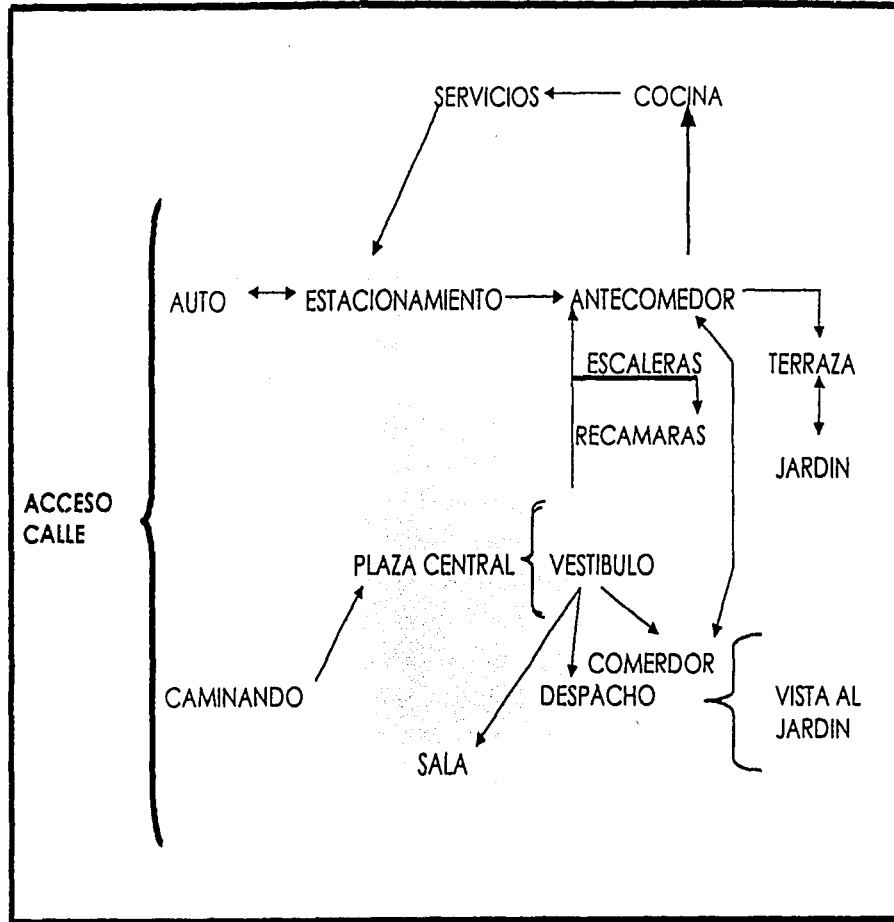 SERVICIOS COCINA
AUTO ESTACIONAMIENTO ANTECOMEDOR
ESCALERAS TERRAZA
RECAMARAS
JARDIN
ACCESO
CALLE
PLAZA CENTRAL VESTIBULO
COMERDOR
CAMINANDO DESPACHO VISTA AL
JARDIN
SALA